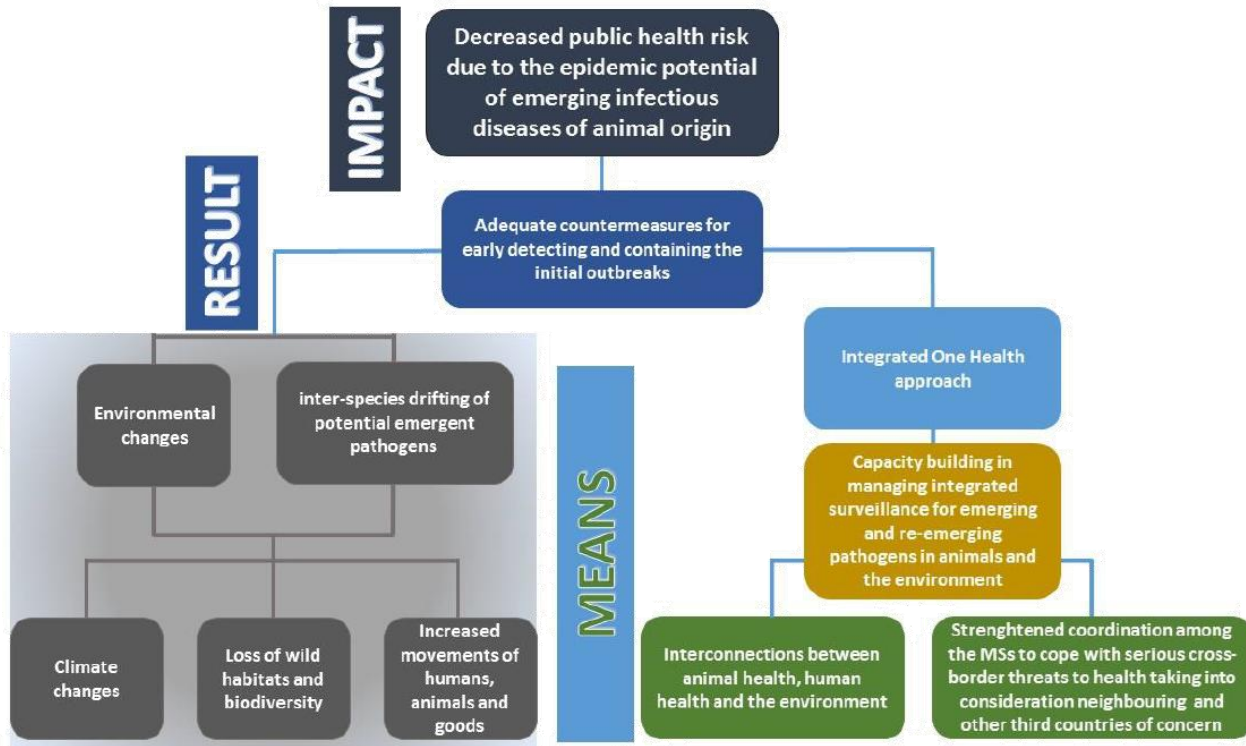 IMPACT
Decreased public health risk
due to the epidemic potential
of emerging infectious
diseases of animal origin
RESULT
Adequate countermeasures for
early detecting and containing the
initial outbreaks
Environmental
changes
inter-species drifting of
potential emergent
pathogens
Climate
changes
Loss of wild
habitats and
biodiversity
Increased
movements of
humans,
animals and
goods
MEANS
Integrated One Health
approach
Capacity building in
managing integrated
surveillance for emerging
and re-emerging
pathogens in animals and
the environment
Interconnections between
animal health, human
health and the environment
Strenghtened coordination among
the MSs to cope with serious cross-
border threats to health taking into
consideration neighbouring and
other third countries of concern